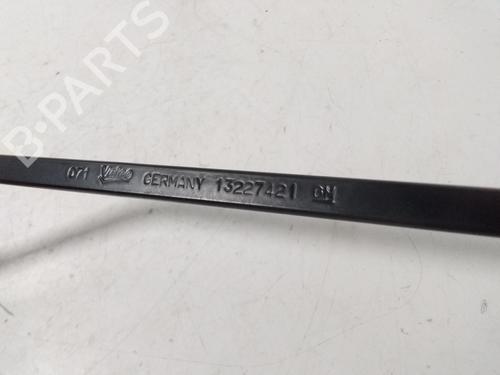 B-PARTS
071 Valeo GERMANY 13227421 GM